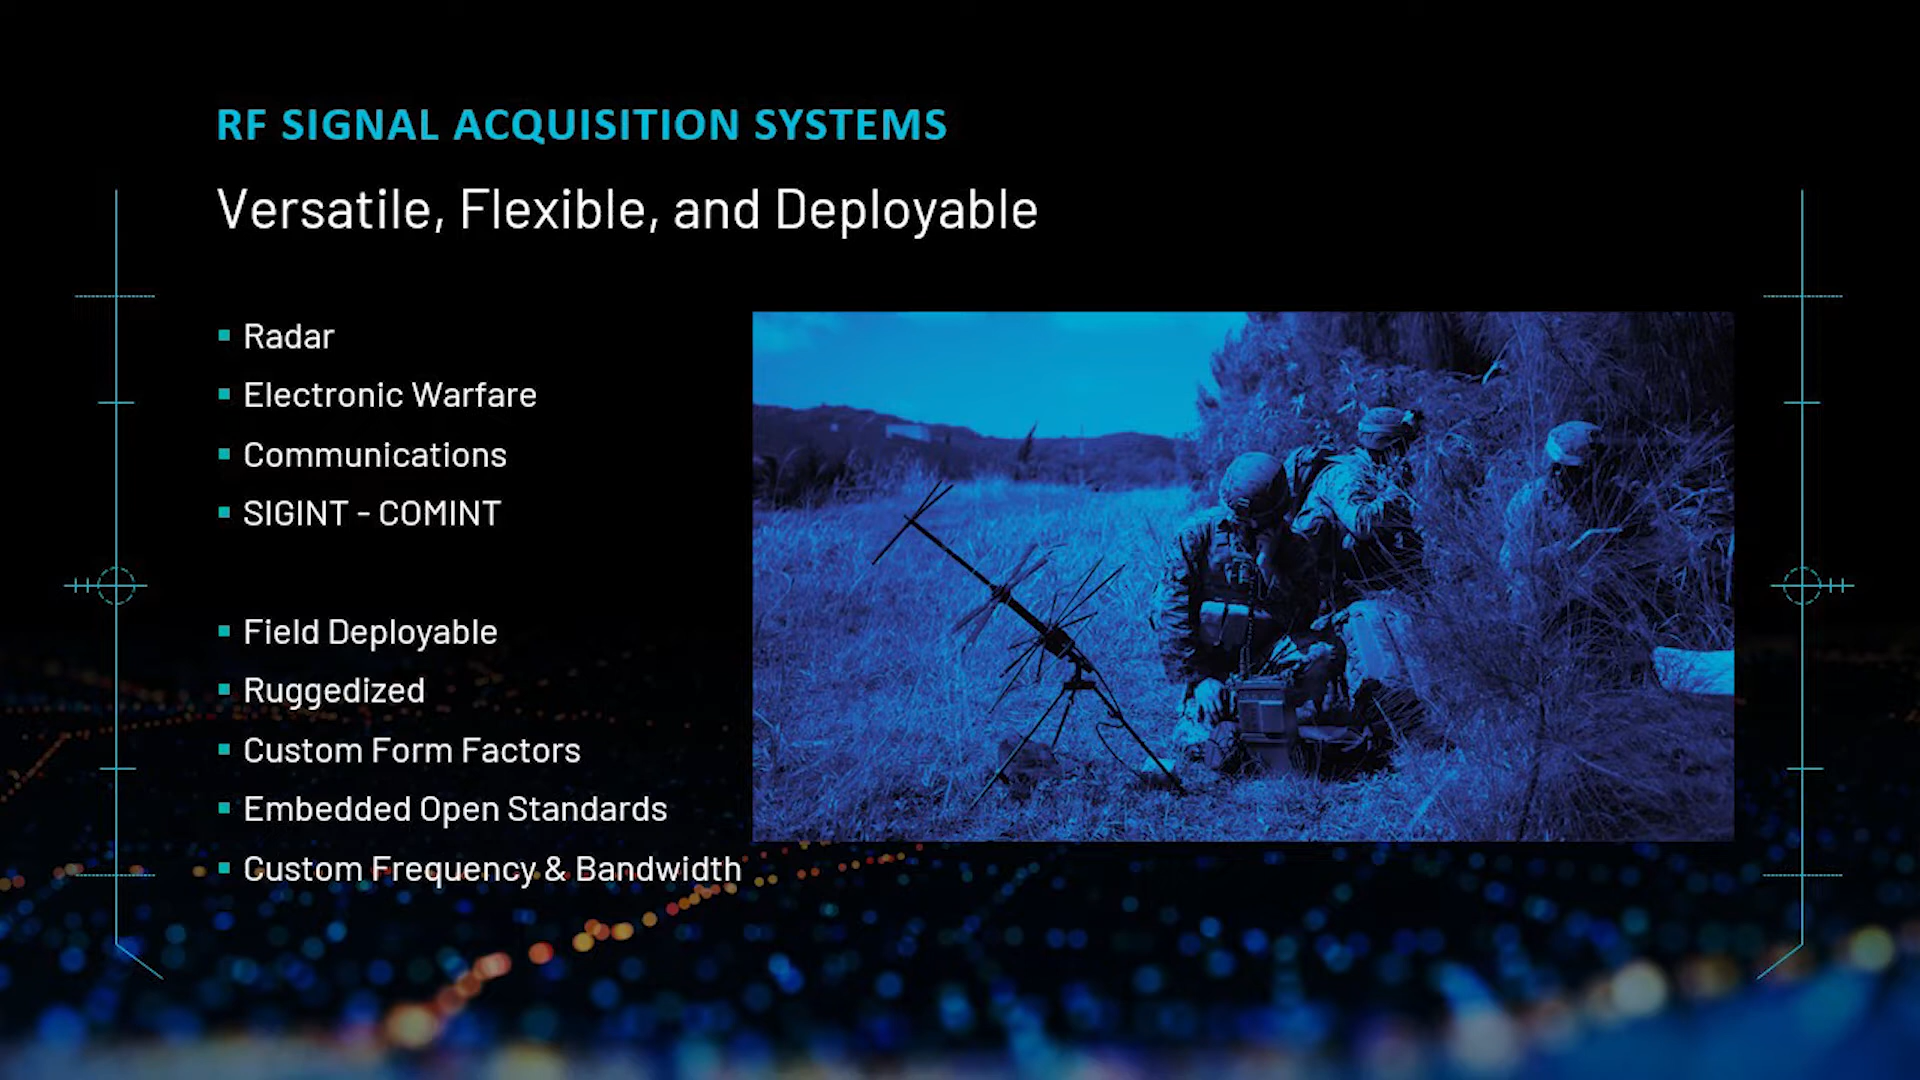 RF SIGNAL ACQUISITION SYSTEMS
Versatile, Flexible, and Deployable
Radar
Electronic Warfare
Communications
SIGINT - COMINT
Field Deployable
Ruggedized
Custom Form Factors
Embedded Open Standards
Custom Frequency & Bandwidth